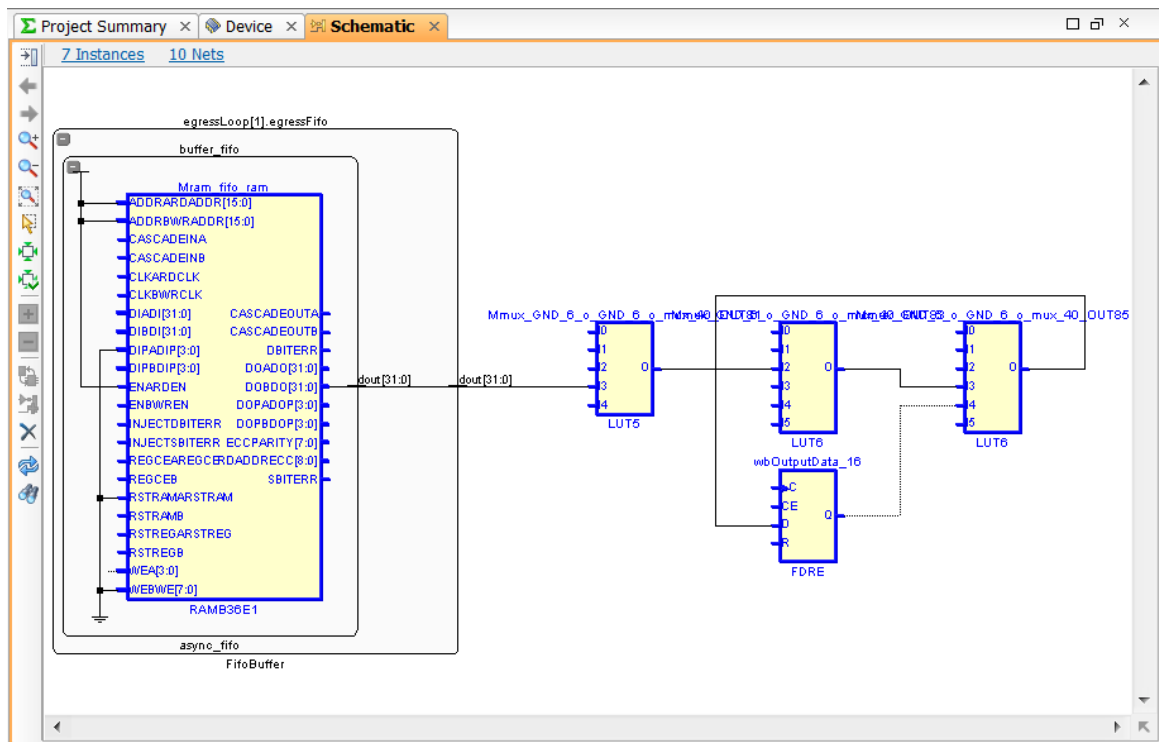 Project Summary
Device
Schematic
7 Instances
10 Nets
egressLoop[1].egressFifo
buffer_fifo
Mram_fifo_ram
ADDRARDADDR[15:0]
ADDRBWRADDR[15:0]
CASCADEINA
CASCADEINB
CLKARDCLK
CLKBWRCLK
DIADI[31:0] CASCADEOUTA
DIBDI[31:0] CASCADEOUTB
DIPADIP[3:0] DBITERR
DIPBDIP[3:0] DOADO[31:0]
ENARDEN DOBDO[31:0]
ENBWREN DOPADOP[3:0]
INJECTDBITERR DOPBDOP[3:0]
INJECTSBITERR ECCPARITY[7:0]
REGCEAREGCERDADDRECC[8:0]
REGCEB SBITERR
RSTRAMARSTRAM
RSTRAMB
RSTREGARSTREG
RSTREGB
WEA[3:0]
WEBWE[7:0]
RAMB36E1
async_fifo
FifoBuffer
dout[31:0]
dout[31:0]
Mmux_GND_6_o_GND_6_o_mux_40_OUT85
I0
I1
I2 O
I3
I4
LUT5
I0
I1
I2 O
I3
I4
I5
LUT6
I0
I1
I2 O
I3
I4
I5
LUT6
wbOutputData_16
C
CE
D Q
R
FDRE